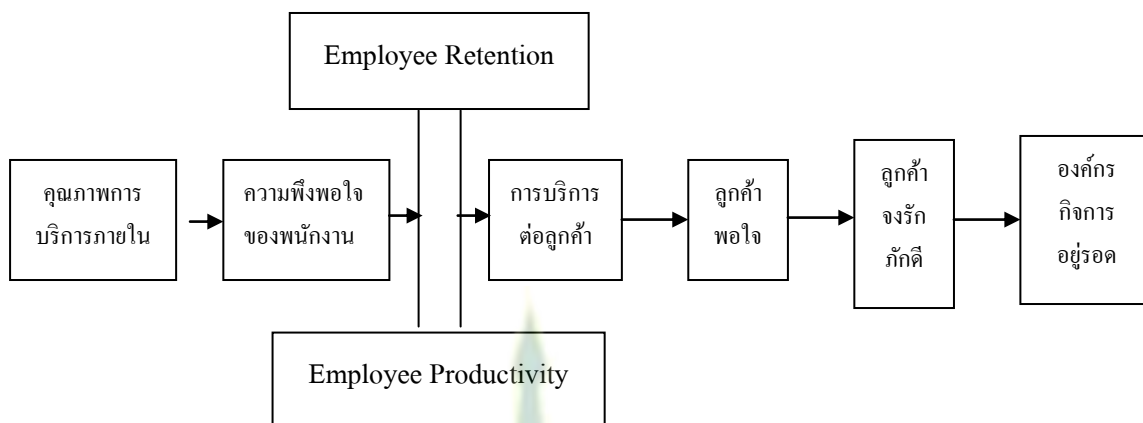 Employee Retention
คุณภาพการ
บริการภายใน
ความพึงพอใจ
ของพนักงาน
การบริการ
ต่อลูกค้า
ลูกค้า
พอใจ
ลูกค้า
จงรัก
ภักดี
องค์กร
กิจการ
อยู่รอด
Employee Productivity